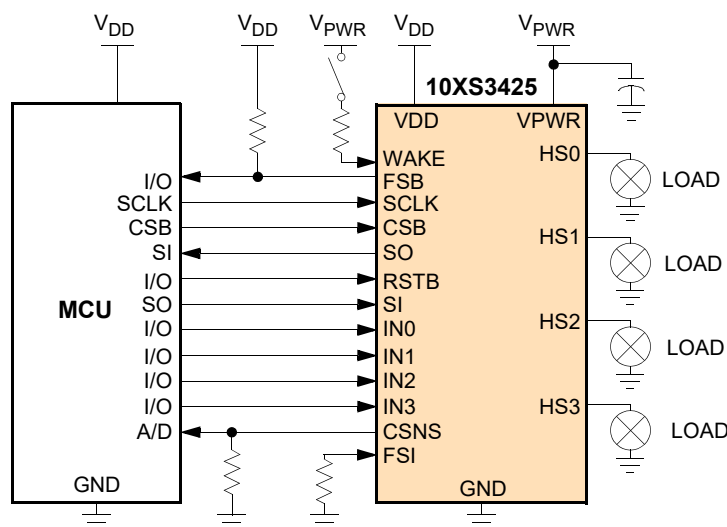 VDD VDD VPWR VDD VPWR
10XS3425
VDD VPWR
WAKE HS0 LOAD
I/O FSB
SCLK SCLK
CSB CSB HS1
SI SO LOAD
I/O RSTB
MCU SO SI
I/O IN0 HS2
I/O IN1 LOAD
I/O IN2
I/O IN3 HS3
A/D CSNS LOAD
FSI
GND GND